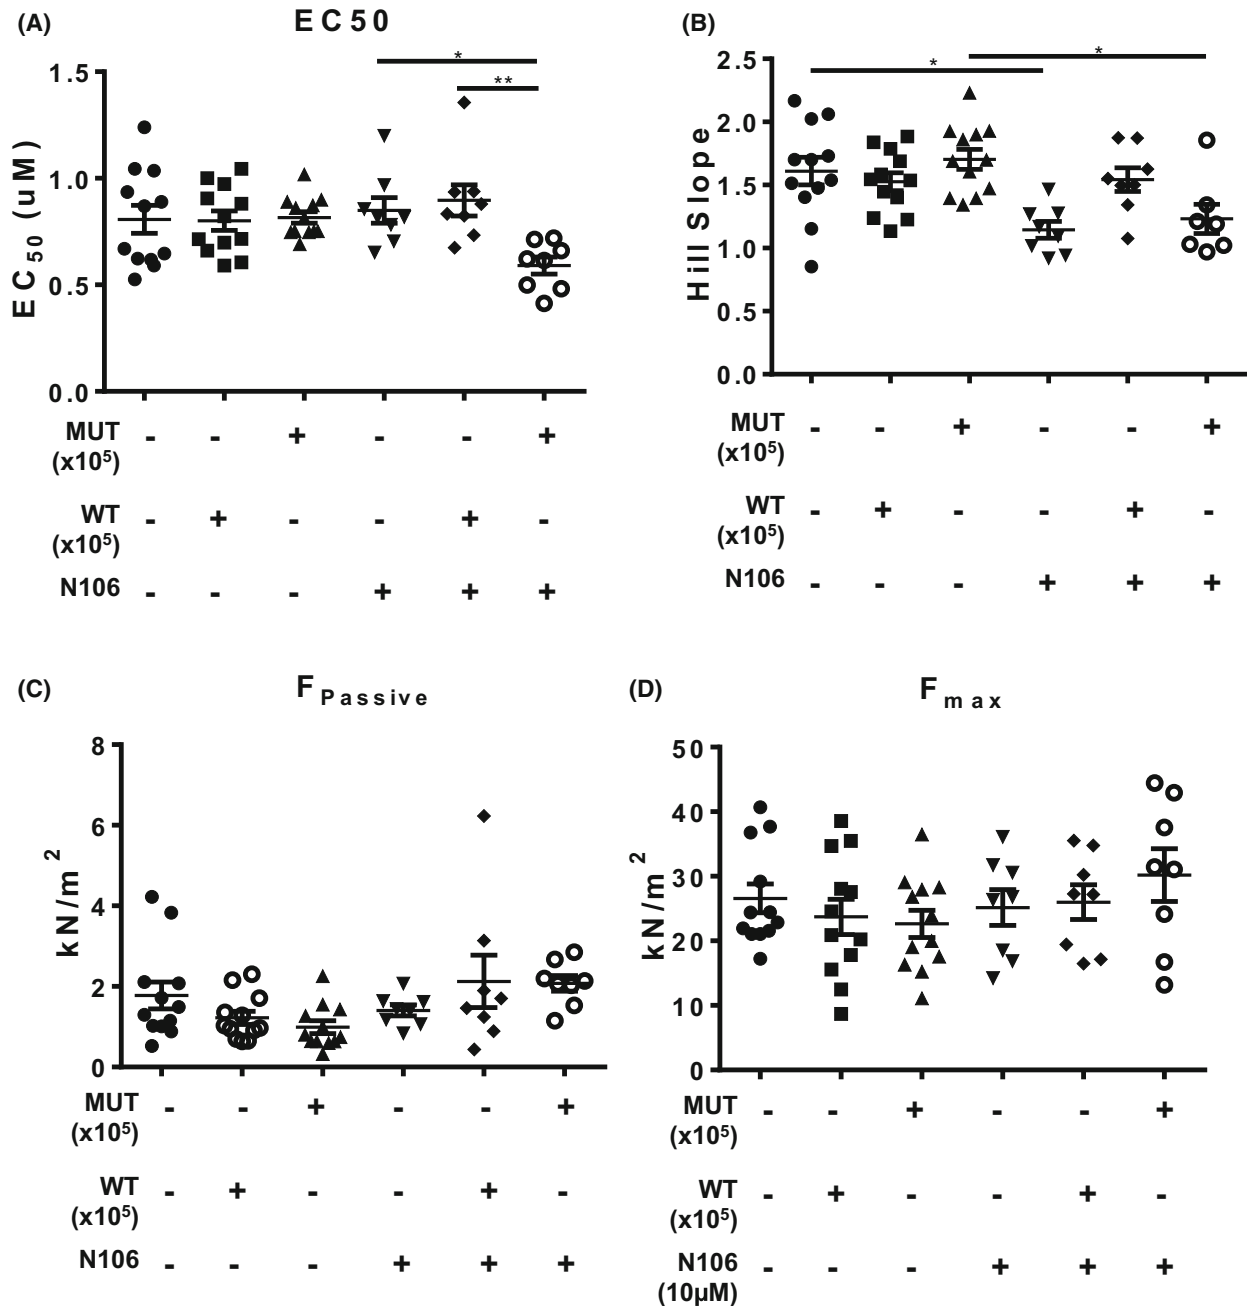 (A) EC50
*
**
1.5
1.0
0.5
0.0
EC₅₀ (uM)
MUT - - + - - +
(x10⁵)
WT - + - - + -
(x10⁵)
N106 - - - + + +
(B)
*
*
2.5
2.0
1.5
1.0
0.5
0.0
Hill Slope
MUT - - + - - +
(x10⁵)
WT - + - - + -
(x10⁵)
N106 - - - + + +
(C) F Passive
8
6
4
2
0
kN/m²
MUT - - + - - +
(x10⁵)
WT - + - - + -
(x10⁵)
N106 - - - + + +
(D) F max
50
40
30
20
10
0
kN/m²
MUT - - + - - +
(x10⁵)
WT - + - - + -
(x10⁵)
N106 - - - + + +
(10µM)